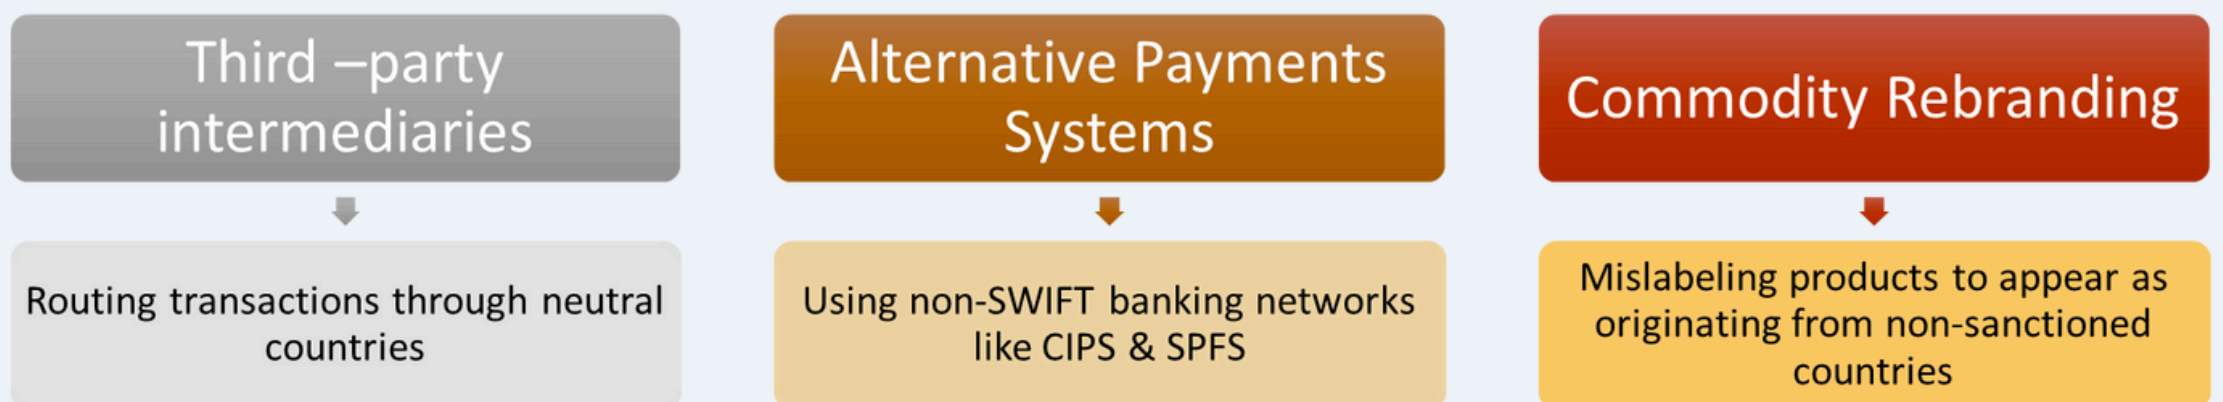 Third –party
intermediaries
Routing transactions through neutral
countries
Alternative Payments
Systems
Using non-SWIFT banking networks
like CIPS & SPFS
Commodity Rebranding
Mislabeling products to appear as
originating from non-sanctioned
countries